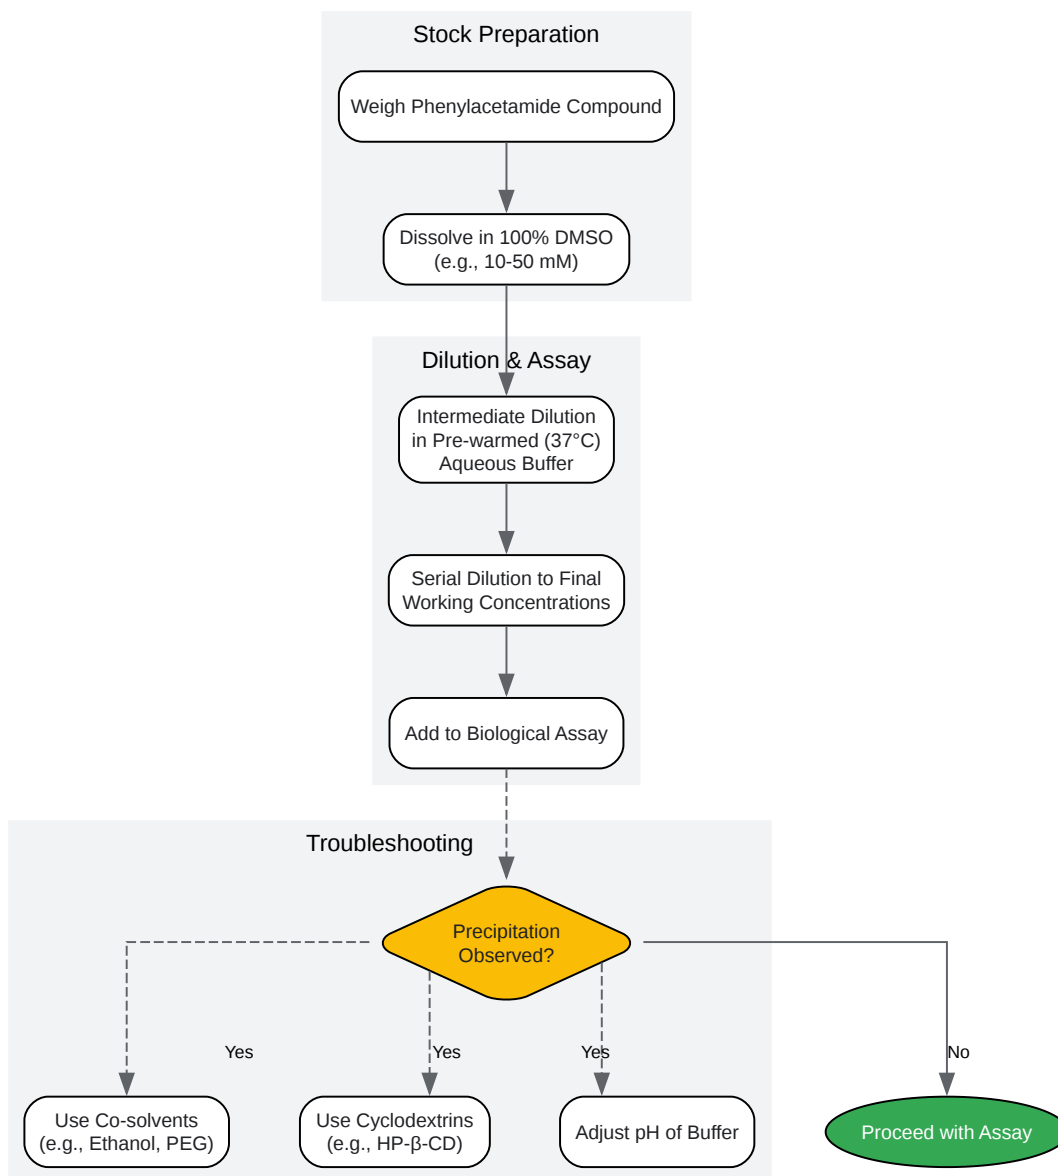 Stock Preparation
Weigh Phenylacetamide Compound
Dissolve in 100% DMSO
(e.g., 10-50 mM)
Dilution & Assay
Intermediate Dilution
in Pre-warmed (37°C)
Aqueous Buffer
Serial Dilution to Final
Working Concentrations
Add to Biological Assay
Troubleshooting
Precipitation
Observed?
Yes
Yes
Yes
No
Use Co-solvents
(e.g., Ethanol, PEG)
Use Cyclodextrins
(e.g., HP-β-CD)
Adjust pH of Buffer
Proceed with Assay